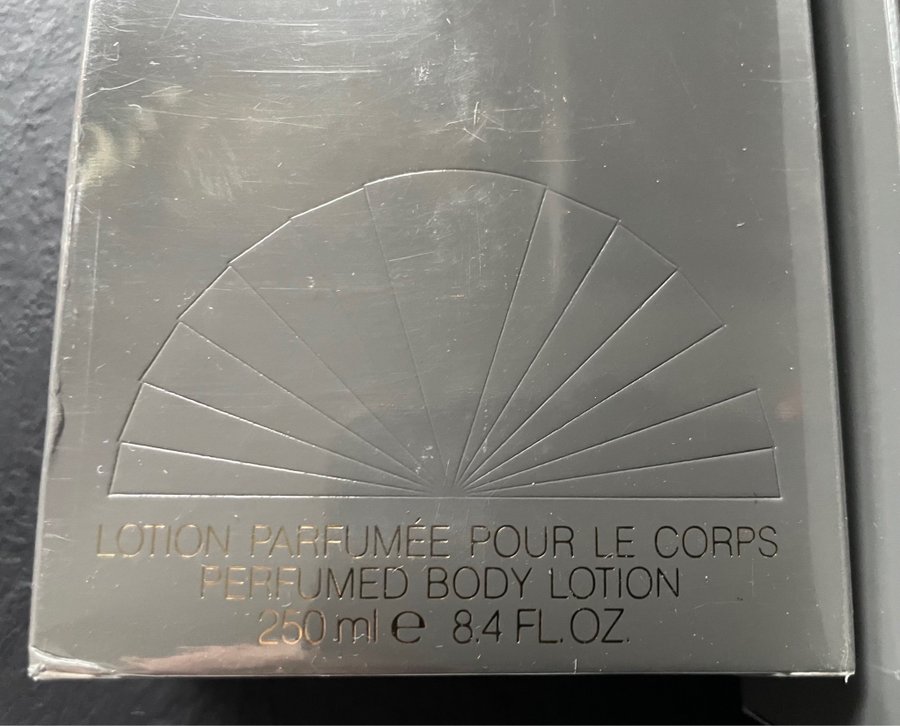 LOTION PARFUMÉE POUR LE CORPS
PERFUMED BODY LOTION
250 ml ℮ 8.4 FL.OZ.